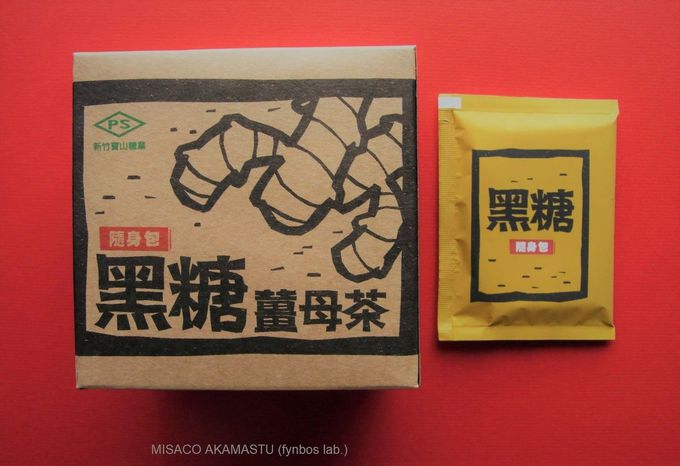 PS
新竹寶山糖業
隨身包
黑糖薑母茶
黑糖
隨身包
MISACO AKAMASTU (fynbos lab.)